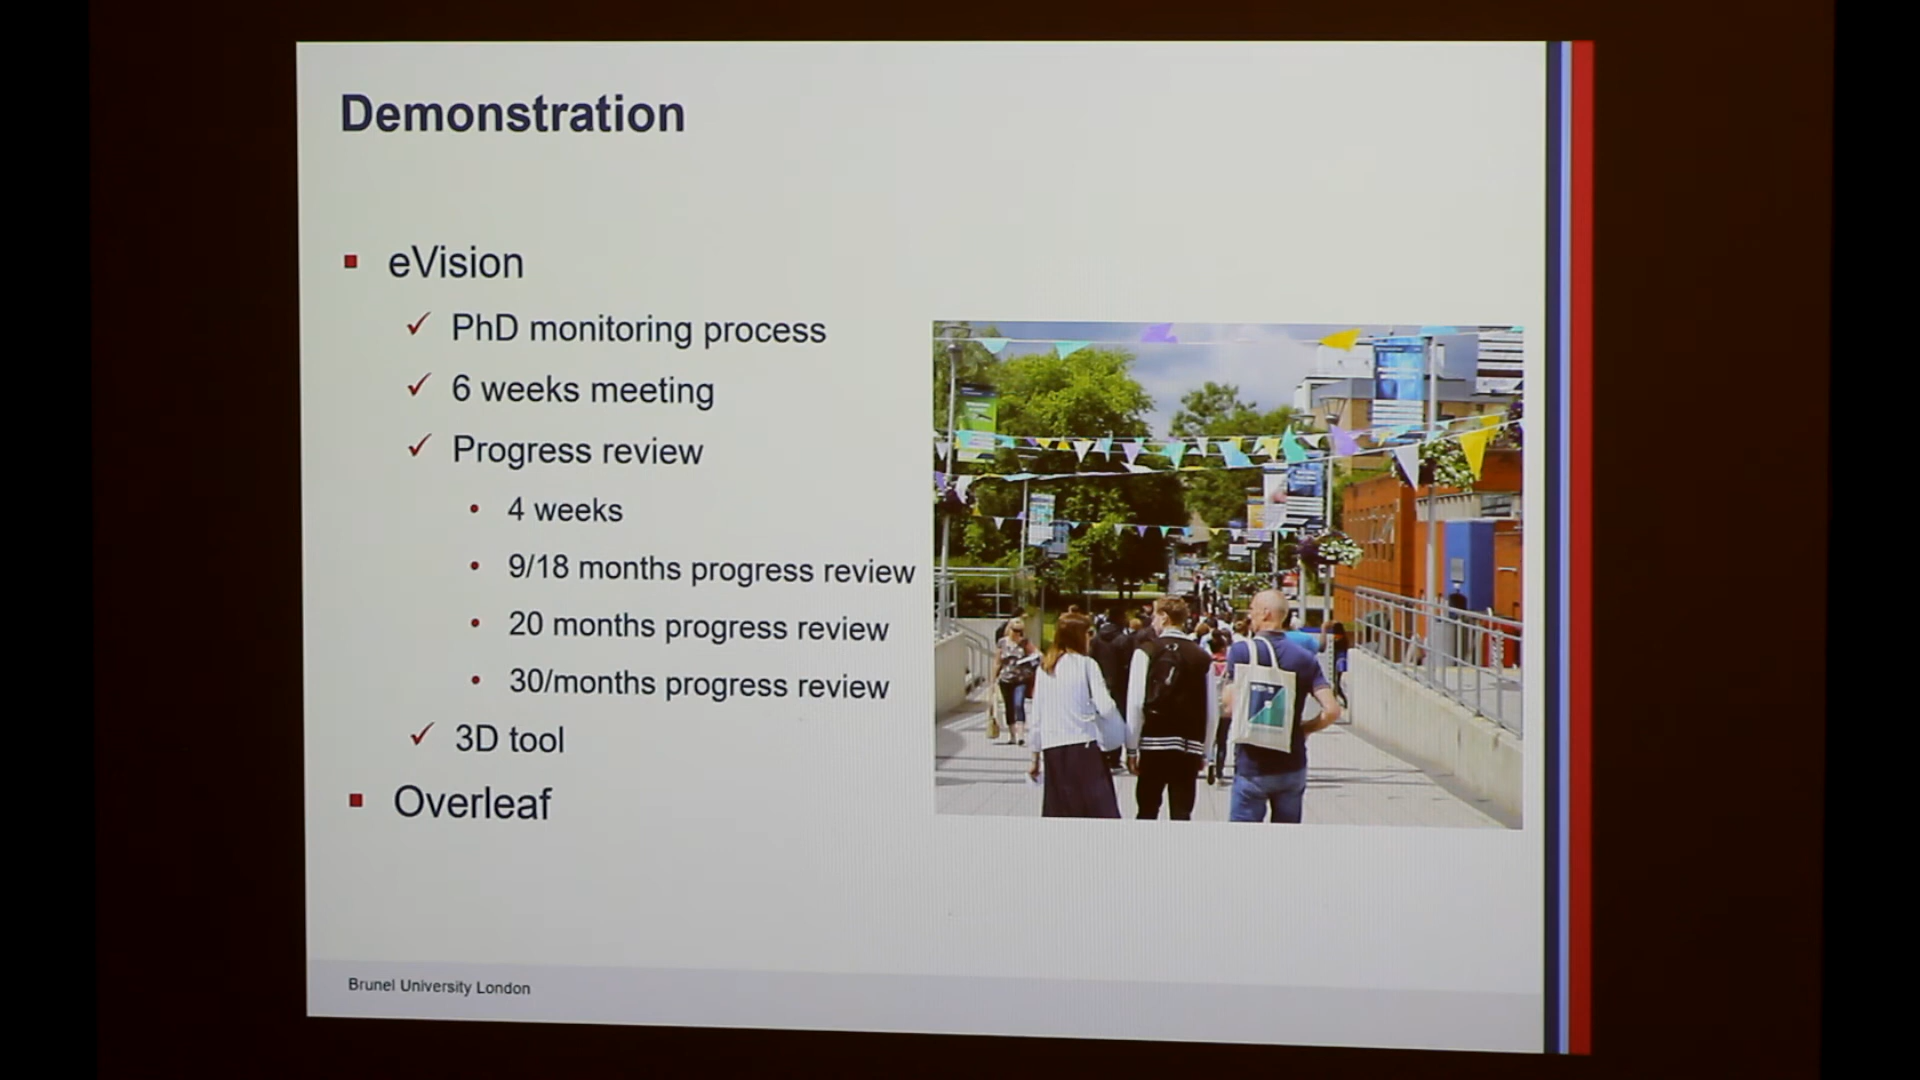 Demonstration
eVision
PhD monitoring process
6 weeks meeting
Progress review
4 weeks
9/18 months progress review
20 months progress review
30/months progress review
3D tool
Overleaf
Brunel University London